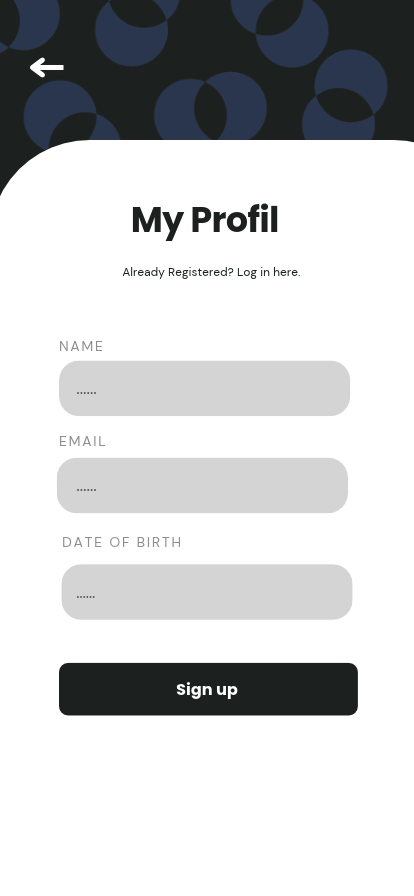 My Profil
Already Registered? Log in here.
NAME
......
EMAIL
......
DATE OF BIRTH
......
Sign up